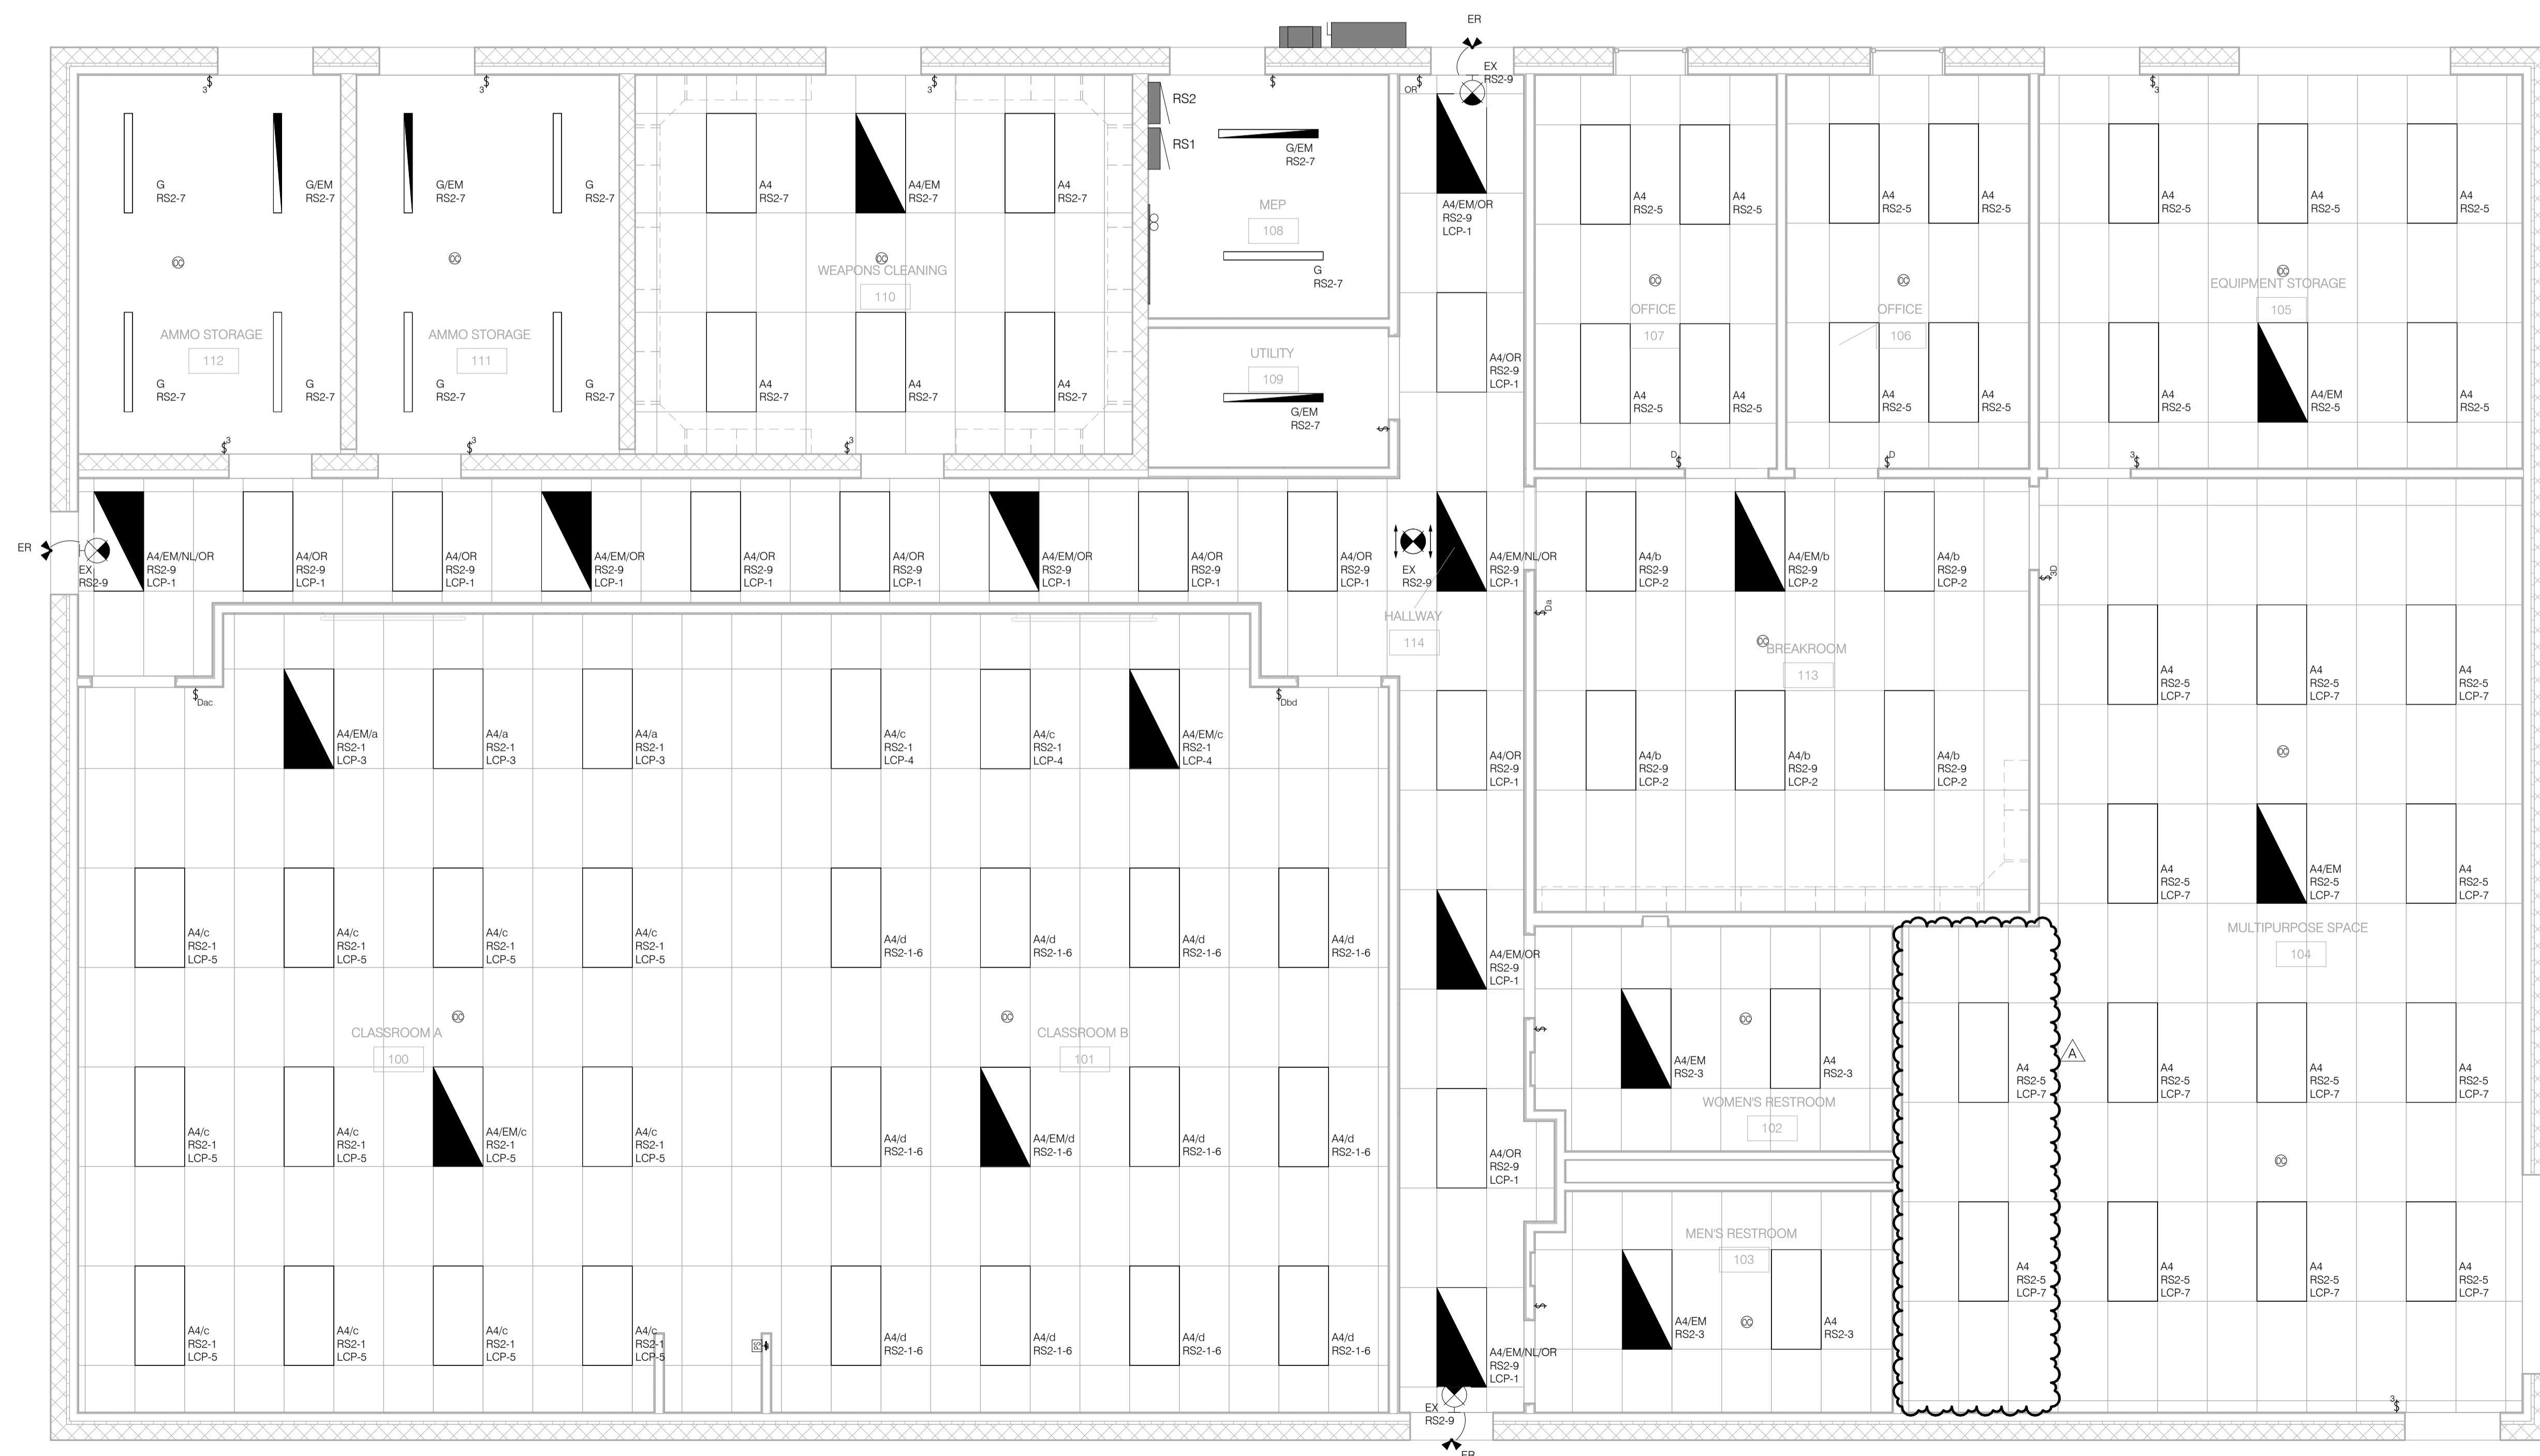 ER
EX
RS2-9
OR
$
3
$
3
$
3
$
$
$
3
$
RS2
RS1
G
RS2-7
G/EM
RS2-7
G/EM
RS2-7
G
RS2-7
A4
RS2-7
A4/EM
RS2-7
A4
RS2-7
G/EM
RS2-7
MEP
108
G
RS2-7
A4/EM/OR
RS2-9
LCP-1
A4
RS2-5
A4
RS2-5
A4
RS2-5
A4
RS2-5
A4
RS2-5
A4
RS2-5
A4
RS2-5
WEAPONS CLEANING
110
OFFICE
107
OFFICE
106
EQUIPMENT STORAGE
105
AMMO STORAGE
112
AMMO STORAGE
111
UTILITY
109
G
RS2-7
G
RS2-7
G
RS2-7
G
RS2-7
A4
RS2-7
A4
RS2-7
A4
RS2-7
G/EM
RS2-7
$
A4/OR
RS2-9
LCP-1
A4
RS2-5
A4
RS2-5
A4
RS2-5
A4
RS2-5
A4
RS2-5
A4/EM
RS2-5
A4
RS2-5
$3
$3
$3
D$
$D
3$
ER
EX
RS2-9
A4/EM/NL/OR
RS2-9
LCP-1
A4/OR
RS2-9
LCP-1
A4/OR
RS2-9
LCP-1
A4/EM/OR
RS2-9
LCP-1
A4/OR
RS2-9
LCP-1
A4/OR
RS2-9
LCP-1
A4/EM/OR
RS2-9
LCP-1
A4/OR
RS2-9
LCP-1
A4/OR
RS2-9
LCP-1
EX
RS2-9
A4/EM/NL/OR
RS2-9
LCP-1
A4/b
RS2-9
LCP-2
A4/EM/b
RS2-9
LCP-2
A4/b
RS2-9
LCP-2
$3D
$Da
HALLWAY
114
BREAKROOM
113
$Dac
$Dbd
A4/EM/a
RS2-1
LCP-3
A4/a
RS2-1
LCP-3
A4/a
RS2-1
LCP-3
A4/c
RS2-1
LCP-4
A4/c
RS2-1
LCP-4
A4/EM/c
RS2-1
LCP-4
A4/OR
RS2-9
LCP-1
A4/b
RS2-9
LCP-2
A4/b
RS2-9
LCP-2
A4/b
RS2-9
LCP-2
A4
RS2-5
LCP-7
A4
RS2-5
LCP-7
A4
RS2-5
LCP-7
A4
RS2-5
LCP-7
A4/EM
RS2-5
LCP-7
A4
RS2-5
LCP-7
MULTIPURPOSE SPACE
104
A4/c
RS2-1
LCP-5
A4/c
RS2-1
LCP-5
A4/c
RS2-1
LCP-5
A4/c
RS2-1
LCP-5
A4/d
RS2-1-6
A4/d
RS2-1-6
A4/d
RS2-1-6
A4/d
RS2-1-6
A4/EM/OR
RS2-9
LCP-1
CLASSROOM A
100
CLASSROOM B
101
$
A4/EM
RS2-3
A4
RS2-3
WOMEN'S RESTROOM
102
A4
RS2-5
LCP-7
A
A4
RS2-5
LCP-7
A4
RS2-5
LCP-7
A4
RS2-5
LCP-7
A4/c
RS2-1
LCP-5
A4/c
RS2-1
LCP-5
A4/EM/c
RS2-1
LCP-5
A4/c
RS2-1
LCP-5
A4/d
RS2-1-6
A4/EM/d
RS2-1-6
A4/d
RS2-1-6
A4/d
RS2-1-6
A4/OR
RS2-9
LCP-1
MEN'S RESTROOM
103
$
A4/EM
RS2-3
A4
RS2-3
A4
RS2-5
LCP-7
A4
RS2-5
LCP-7
A4
RS2-5
LCP-7
A4
RS2-5
LCP-7
A4/c
RS2-1
LCP-5
A4/c
RS2-1
LCP-5
A4/c
RS2-1
LCP-5
A4/c
RS2-1
LCP-5
A4/d
RS2-1-6
A4/d
RS2-1-6
A4/d
RS2-1-6
A4/d
RS2-1-6
A4/EM/NL/OR
RS2-9
LCP-1
EX
RS2-9
3$
ER